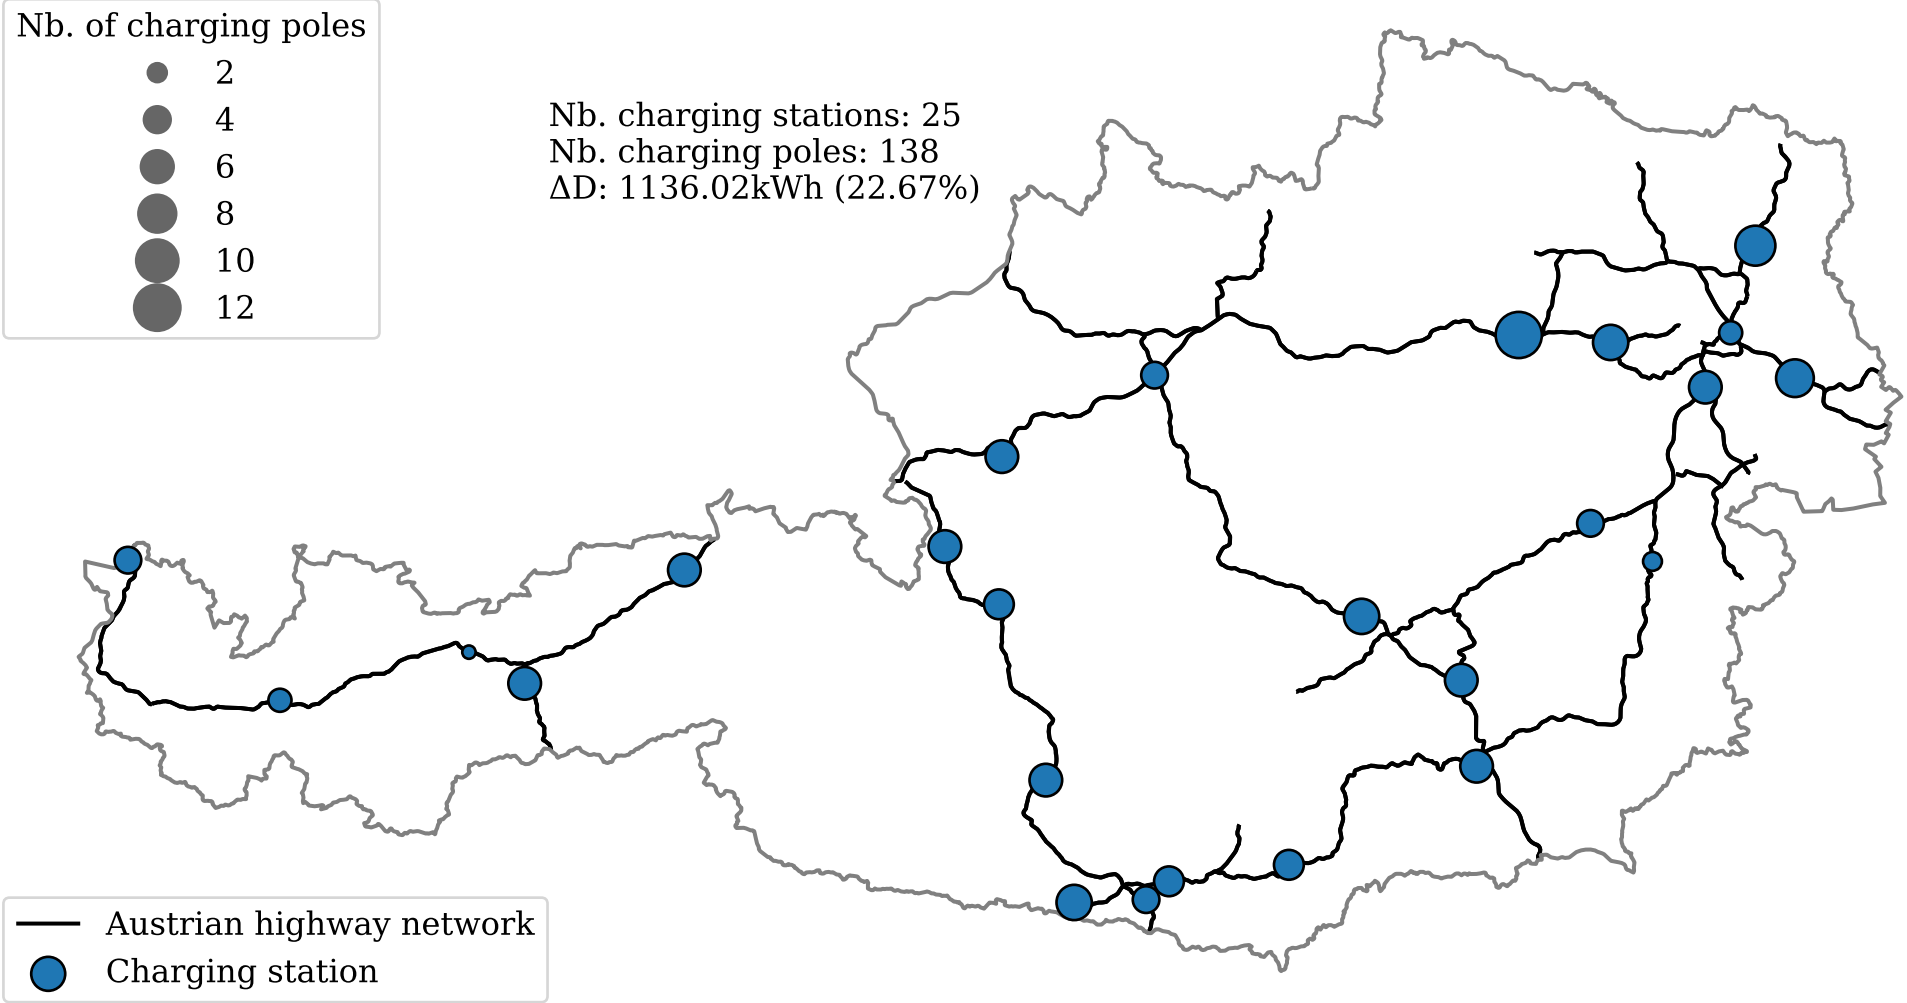 Nb. of charging poles
2
4
6
8
10
12
Nb. charging stations: 25
Nb. charging poles: 138
ΔD: 1136.02kWh (22.67%)
Austrian highway network
Charging station